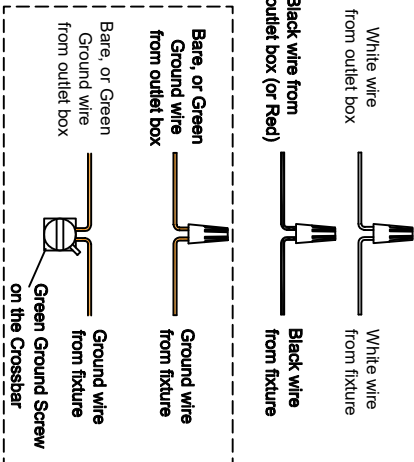 White wire
from outlet box
White wire
from fixture
Black wire from
outlet box (or Red)
Black wire
from fixture
Bare, or Green
Ground wire
from outlet box
Ground wire
from fixture
Bare, or Green
Ground wire
from outlet box
Ground wire
from fixture
Green Ground Screw
on the Crossbar